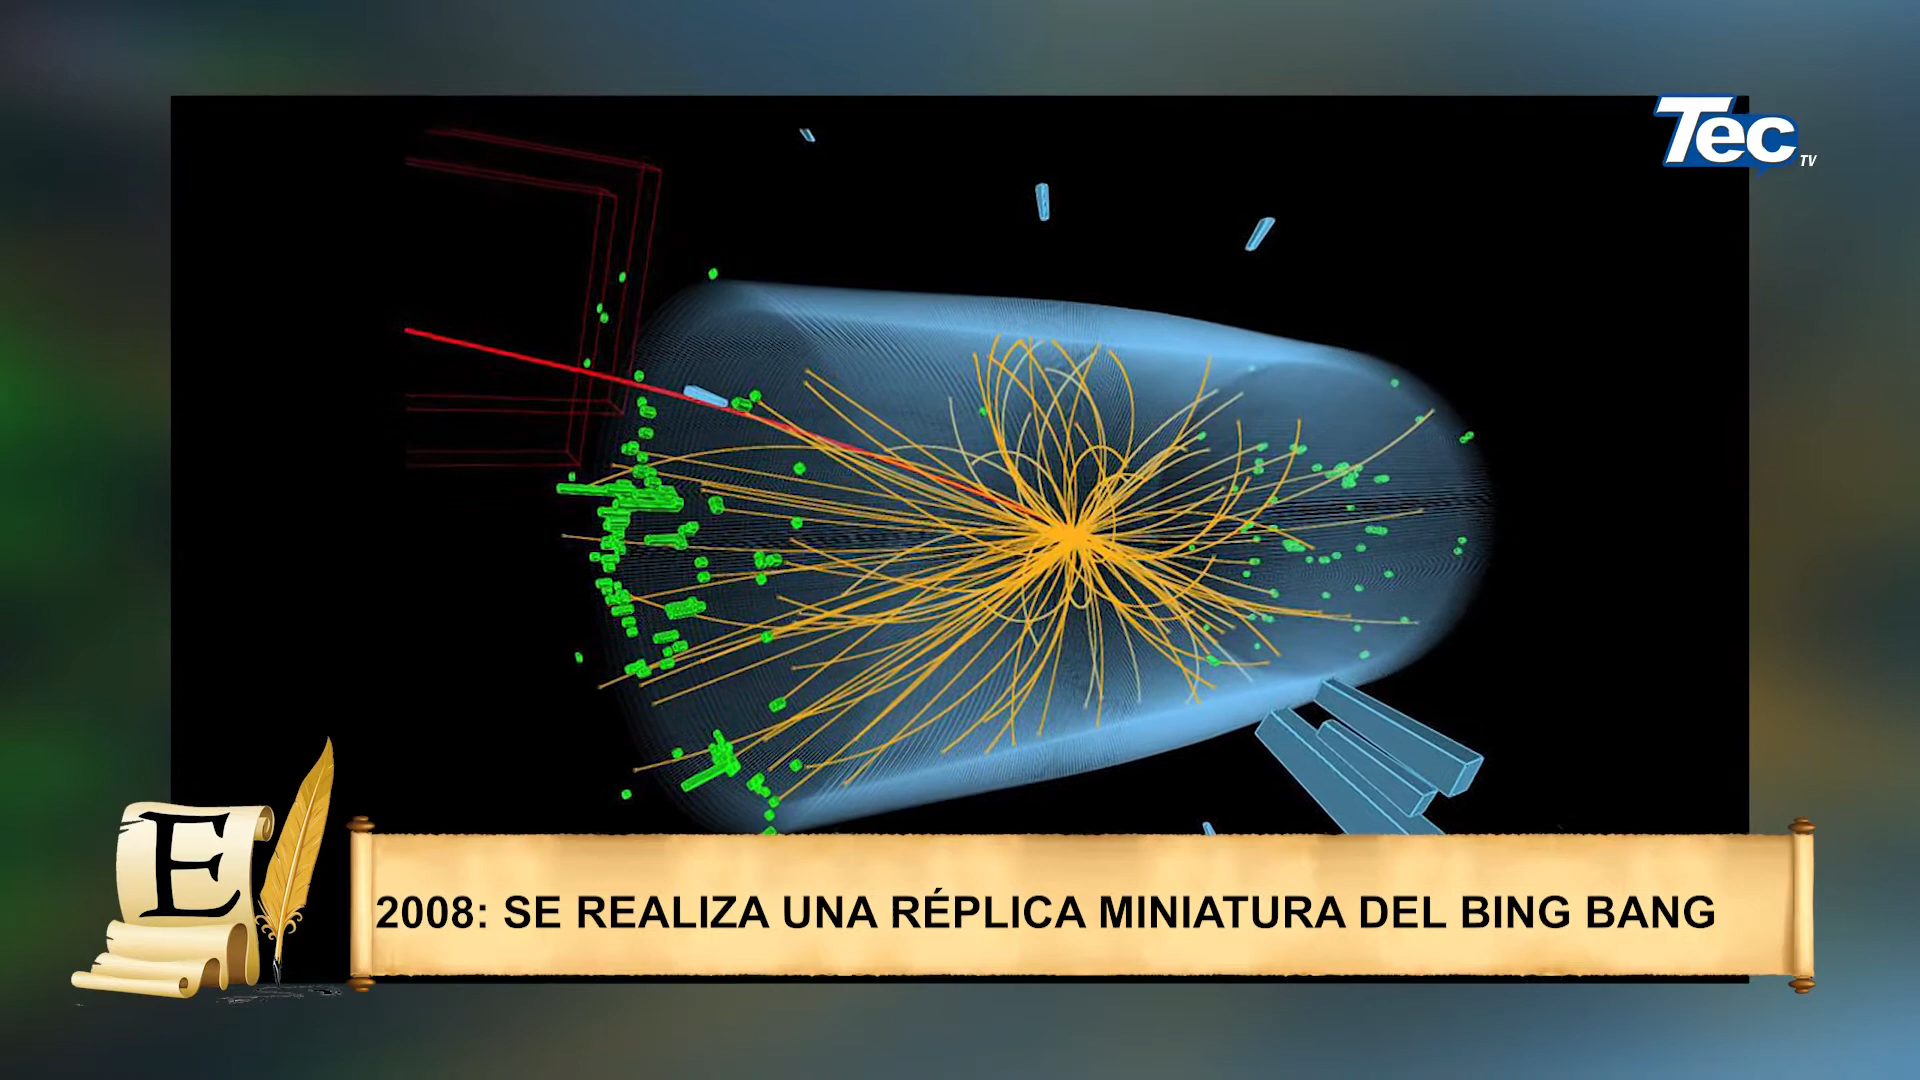 Tec
TV
E
2008: SE REALIZA UNA RÉPLICA MINIATURA DEL BING BANG